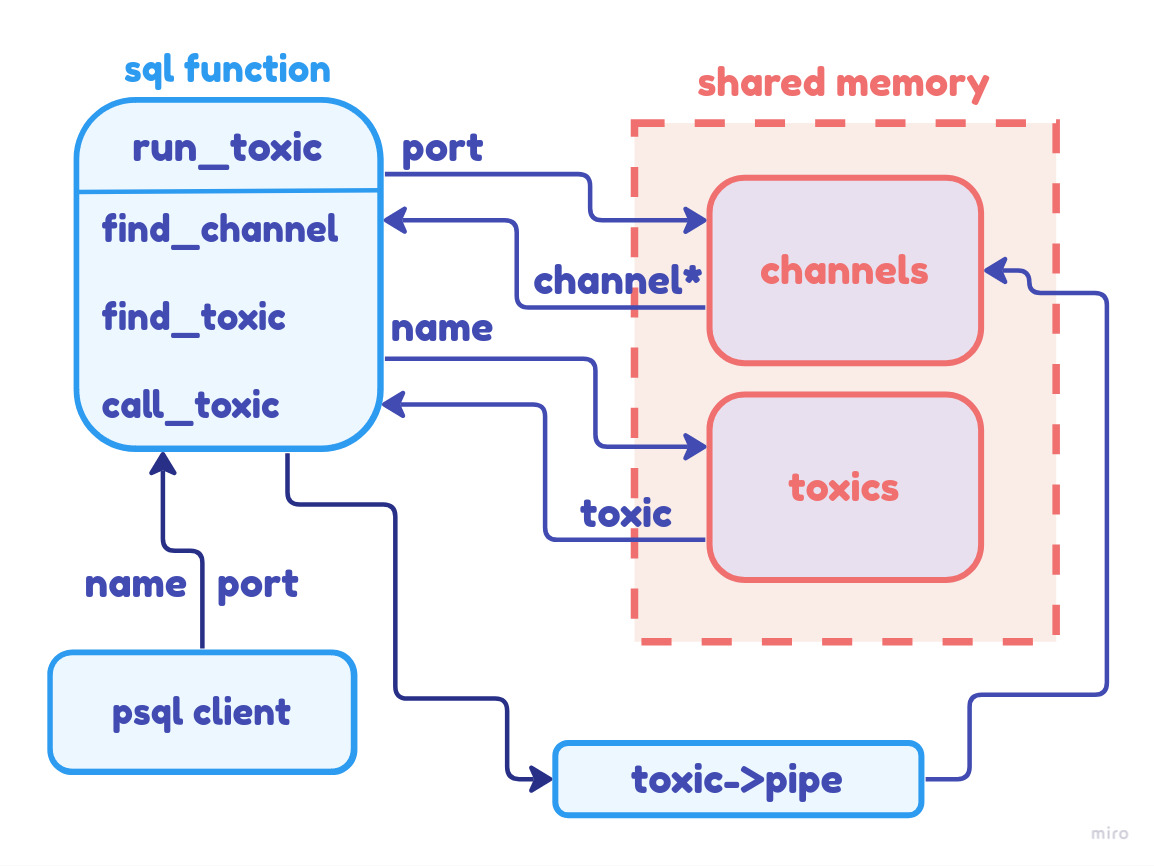 sql function
shared memory
run_toxic
port
find_channel
channel*
channels
find_toxic
name
call_toxic
toxics
toxic
name
port
psql client
toxic->pipe
miro